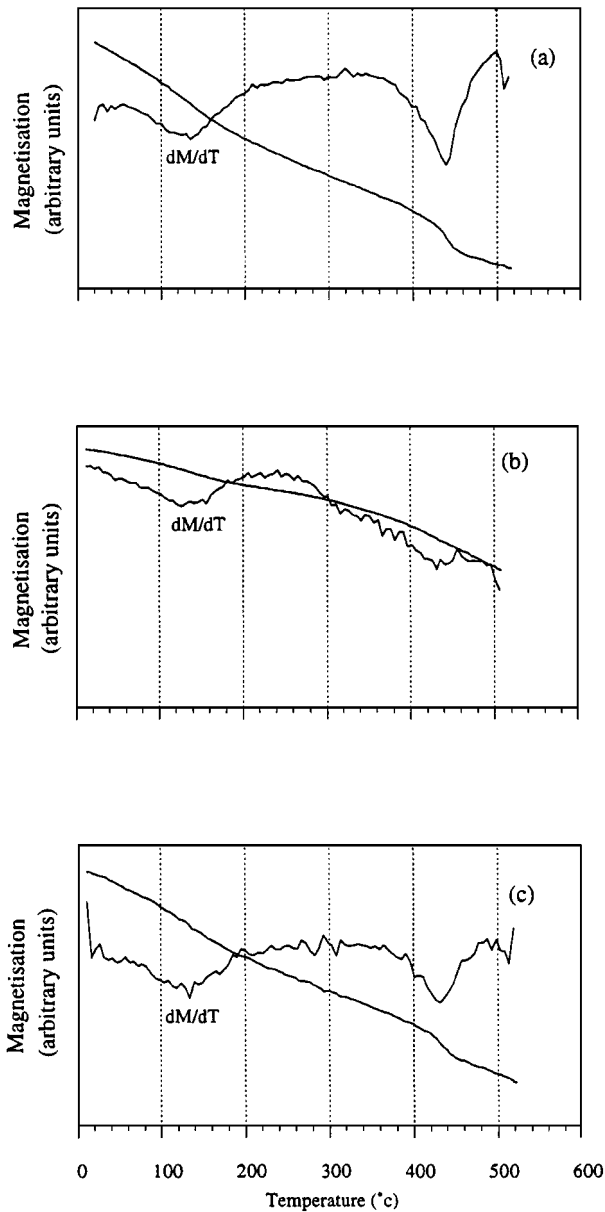 (a)
Magnetisation
(arbitrary units)
dM/dT
(b)
Magnetisation
(arbitrary units)
dM/dT
(c)
Magnetisation
(arbitrary units)
dM/dT
0 100 200 300 400 500 600
Temperature (°c)